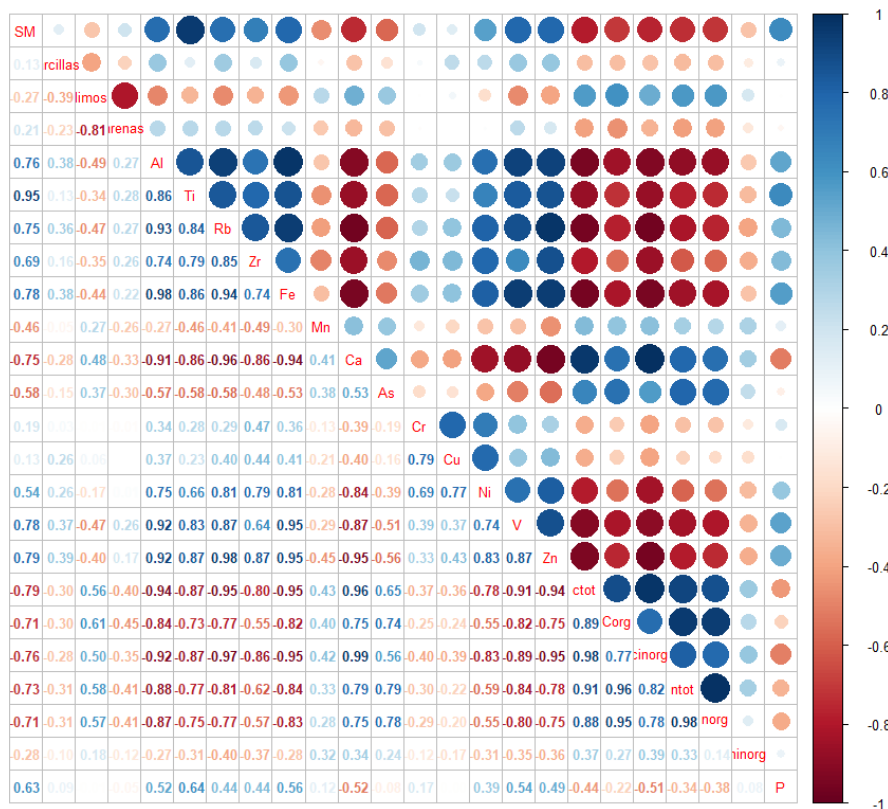 SM
0.13 rcillas
-0.27 -0.39 limos
0.21 -0.23 -0.81 renas
0.76 0.38 -0.49 0.27 Al
0.95 0.13 -0.34 0.28 0.86 Ti
0.75 0.36 -0.47 0.27 0.93 0.84 Rb
0.69 0.16 -0.35 0.26 0.74 0.79 0.85 Zr
0.78 0.38 -0.44 0.22 0.98 0.86 0.94 0.74 Fe
-0.46 0.27 -0.26 -0.27 -0.46 -0.41 -0.49 -0.30 Mn
-0.75 -0.28 0.48 -0.33 -0.91 -0.86 -0.96 -0.86 -0.94 0.41 Ca
-0.58 -0.15 0.37 -0.30 -0.57 -0.58 -0.58 -0.48 -0.53 0.38 0.53 As
0.19 0.34 0.28 0.29 0.47 0.36 -0.13 -0.39 -0.19 Cr
0.13 0.26 0.37 0.23 0.40 0.44 0.41 -0.21 -0.40 -0.16 0.79 Cu
0.54 0.26 -0.17 0.75 0.66 0.81 0.79 0.81 -0.28 -0.84 -0.39 0.69 0.77 Ni
0.78 0.37 -0.47 0.26 0.92 0.83 0.87 0.64 0.95 -0.29 -0.87 -0.51 0.39 0.37 0.74 V
0.79 0.39 -0.40 0.17 0.92 0.87 0.98 0.87 0.95 -0.45 -0.95 -0.56 0.33 0.43 0.83 0.87 Zn
-0.79 -0.30 0.56 -0.40 -0.94 -0.87 -0.95 -0.80 -0.95 0.43 0.96 0.65 -0.37 -0.36 -0.78 -0.91 -0.94 ctot
-0.71 -0.30 0.61 -0.45 -0.84 -0.73 -0.77 -0.55 -0.82 0.40 0.75 0.74 -0.24 -0.25 -0.55 -0.82 -0.75 0.89 Corg
-0.76 -0.28 0.50 -0.35 -0.92 -0.87 -0.97 -0.86 -0.95 0.42 0.99 0.56 -0.40 -0.39 -0.83 -0.89 -0.95 0.98 0.77 cinorg
-0.73 -0.30 0.58 -0.41 -0.88 -0.77 -0.81 -0.62 -0.84 0.33 0.79 0.79 -0.30 -0.22 -0.59 -0.84 -0.78 0.91 0.96 0.82 ntot
-0.71 -0.31 0.57 -0.41 -0.87 -0.75 -0.77 -0.57 -0.83 0.28 0.75 0.78 -0.29 -0.20 -0.55 -0.80 -0.75 0.88 0.95 0.78 0.98 norg
-0.28 -0.10 0.18 -0.12 -0.27 -0.31 -0.40 -0.37 -0.28 0.32 0.34 0.24 -0.12 -0.17 -0.31 -0.35 -0.36 0.37 0.27 0.39 0.33 0.14 ninorg
0.63 0.09 0.52 0.64 0.44 0.44 0.56 -0.12 -0.52 -0.08 0.17 0.39 0.54 0.49 -0.44 -0.22 -0.51 -0.34 -0.38 P
1
0.8
0.6
0.4
0.2
0
-0.2
-0.4
-0.6
-0.8
-1